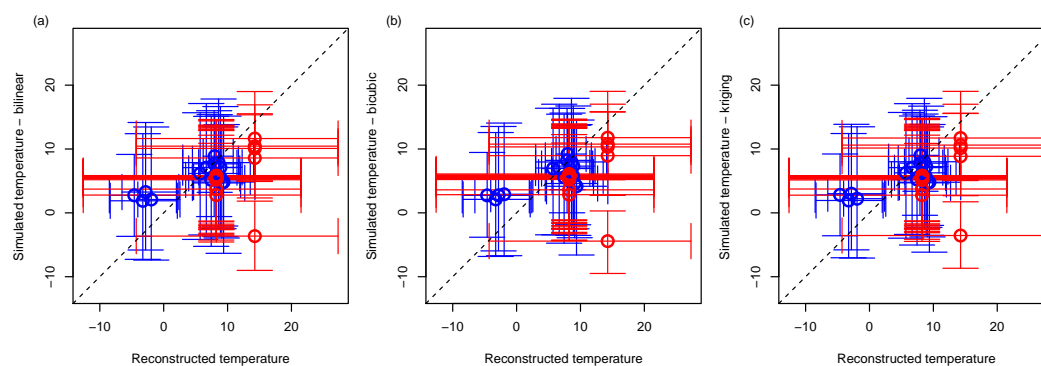 (a)
Simulated temperature − bilinear
−10
0
10
20
−10
0
10
20
Reconstructed temperature
(b)
Simulated temperature − bicubic
−10
0
10
20
−10
0
10
20
Reconstructed temperature
(c)
Simulated temperature − kriging
−10
0
10
20
−10
0
10
20
Reconstructed temperature